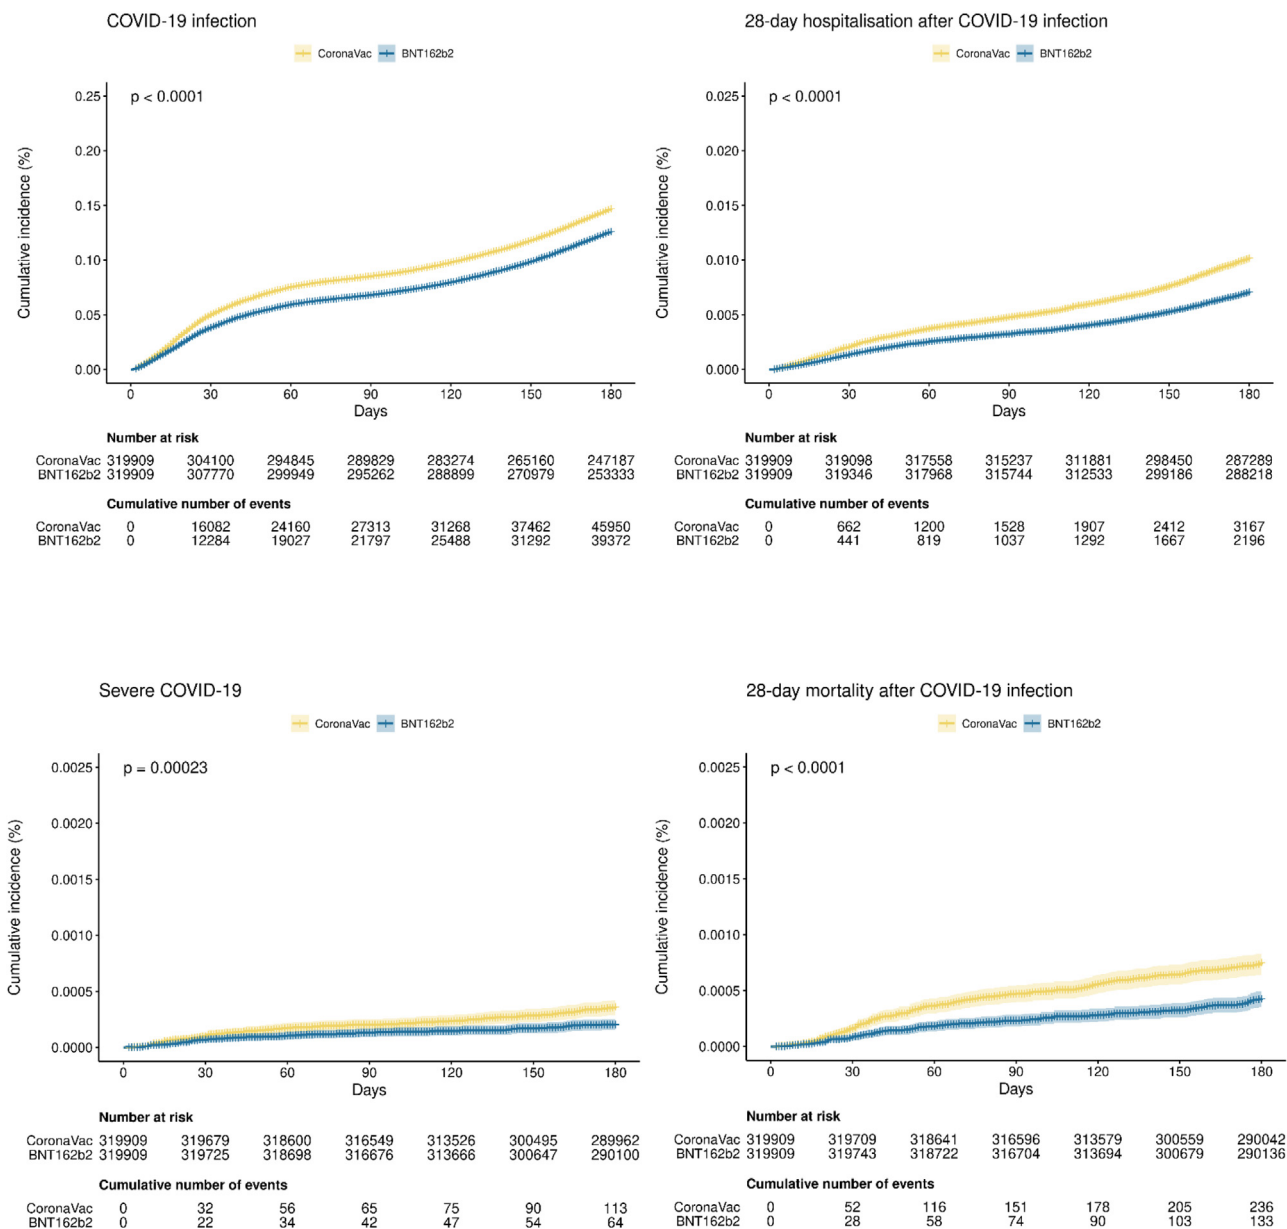 COVID-19 infection
CoronaVac BNT162b2
p < 0.0001
Cumulative incidence (%)
0.25
0.20
0.15
0.10
0.05
0.00
0 30 60 90 120 150 180
Days
Number at risk
CoronaVac 319909 304100 294845 289829 283274 265160 247187
BNT162b2 319909 307770 299949 295262 288899 270979 253333
Cumulative number of events
CoronaVac 0 16082 24160 27313 31268 37462 45950
BNT162b2 0 12284 19027 21797 25488 31292 39372
28-day hospitalisation after COVID-19 infection
CoronaVac BNT162b2
p < 0.0001
Cumulative incidence (%)
0.025
0.020
0.015
0.010
0.005
0.000
0 30 60 90 120 150 180
Days
Number at risk
CoronaVac 319909 319098 317558 315237 311881 298450 287289
BNT162b2 319909 319346 317968 315744 312533 299186 288218
Cumulative number of events
CoronaVac 0 662 1200 1528 1907 2412 3167
BNT162b2 0 441 819 1037 1292 1667 2196
Severe COVID-19
CoronaVac BNT162b2
p = 0.00023
Cumulative incidence (%)
0.0025
0.0020
0.0015
0.0010
0.0005
0.0000
0 30 60 90 120 150 180
Days
Number at risk
CoronaVac 319909 319679 318600 316549 313526 300495 289962
BNT162b2 319909 319725 318698 316676 313666 300647 290100
Cumulative number of events
CoronaVac 0 32 56 65 75 90 113
BNT162b2 0 22 34 42 47 54 64
28-day mortality after COVID-19 infection
CoronaVac BNT162b2
p < 0.0001
Cumulative incidence (%)
0.0025
0.0020
0.0015
0.0010
0.0005
0.0000
0 30 60 90 120 150 180
Days
Number at risk
CoronaVac 319909 319709 318641 316596 313579 300559 290042
BNT162b2 319909 319743 318722 316704 313694 300679 290136
Cumulative number of events
CoronaVac 0 52 116 151 178 205 236
BNT162b2 0 28 58 74 90 103 133